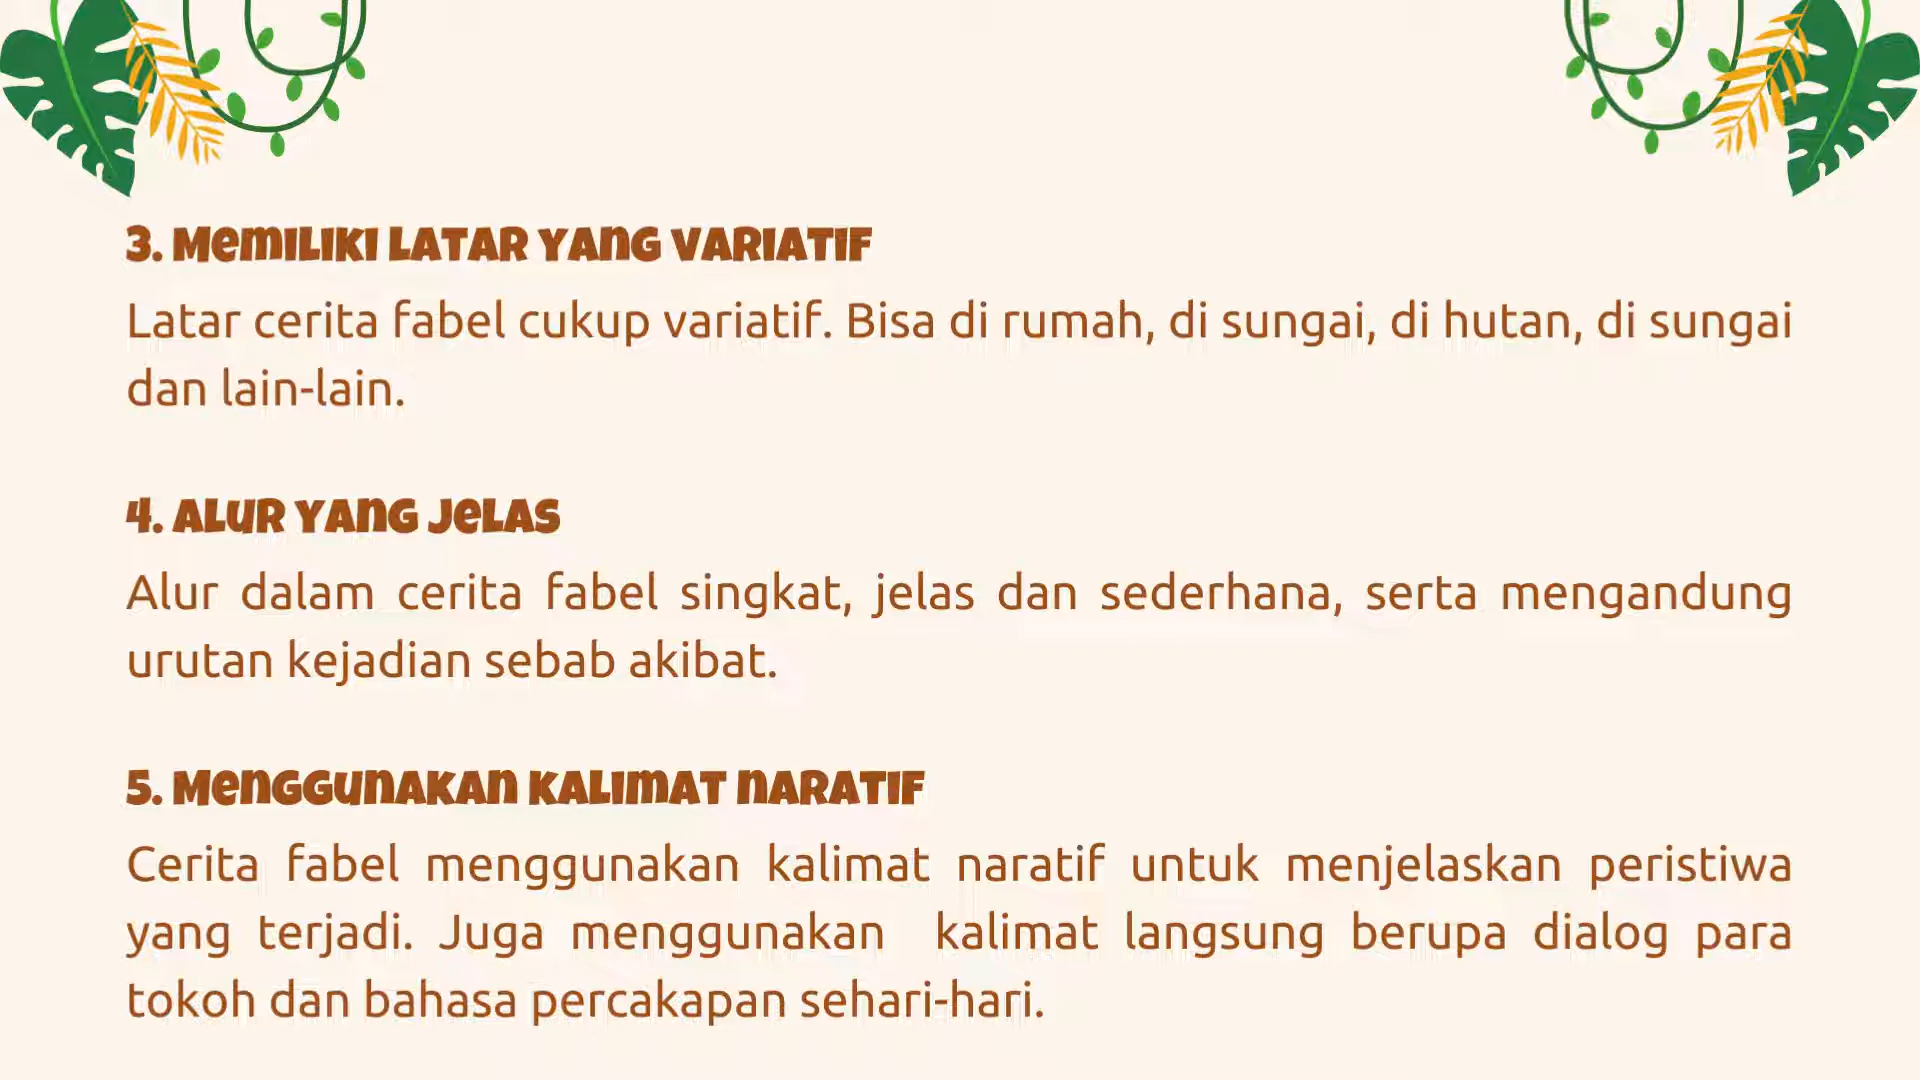 3. Memiliki Latar yang Variatif
Latar cerita fabel cukup variatif. Bisa di rumah, di sungai, di hutan, di sungai
dan lain-lain.
4. Alur yang Jelas
Alur dalam cerita fabel singkat, jelas dan sederhana, serta mengandung
urutan kejadian sebab akibat.
5. Menggunakan Kalimat Naratif
Cerita fabel menggunakan kalimat naratif untuk menjelaskan peristiwa
yang terjadi. Juga menggunakan kalimat langsung berupa dialog para
tokoh dan bahasa percakapan sehari-hari.